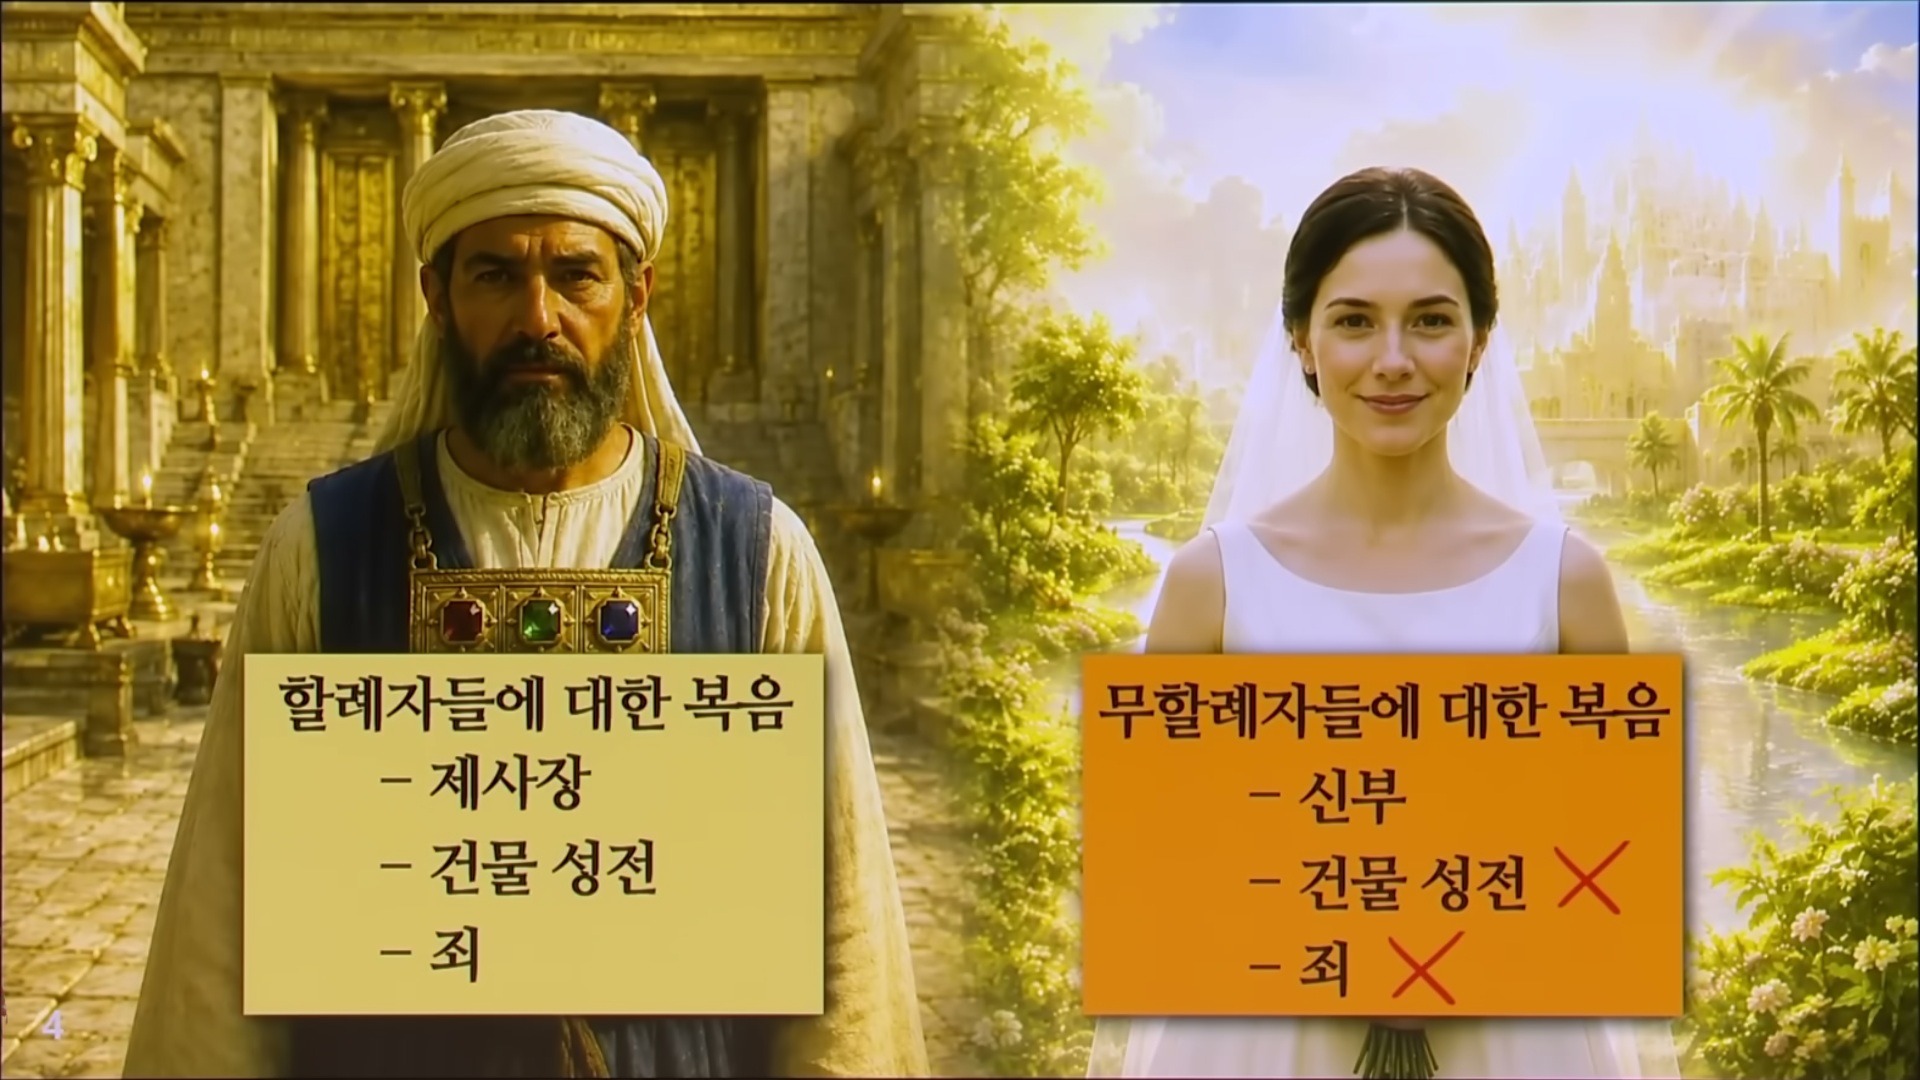 할례자들에 대한 복음
– 제사장
– 건물 성전
– 죄
무할례자들에 대한 복음
– 신부
– 건물 성전 ✕
– 죄 ✕
4